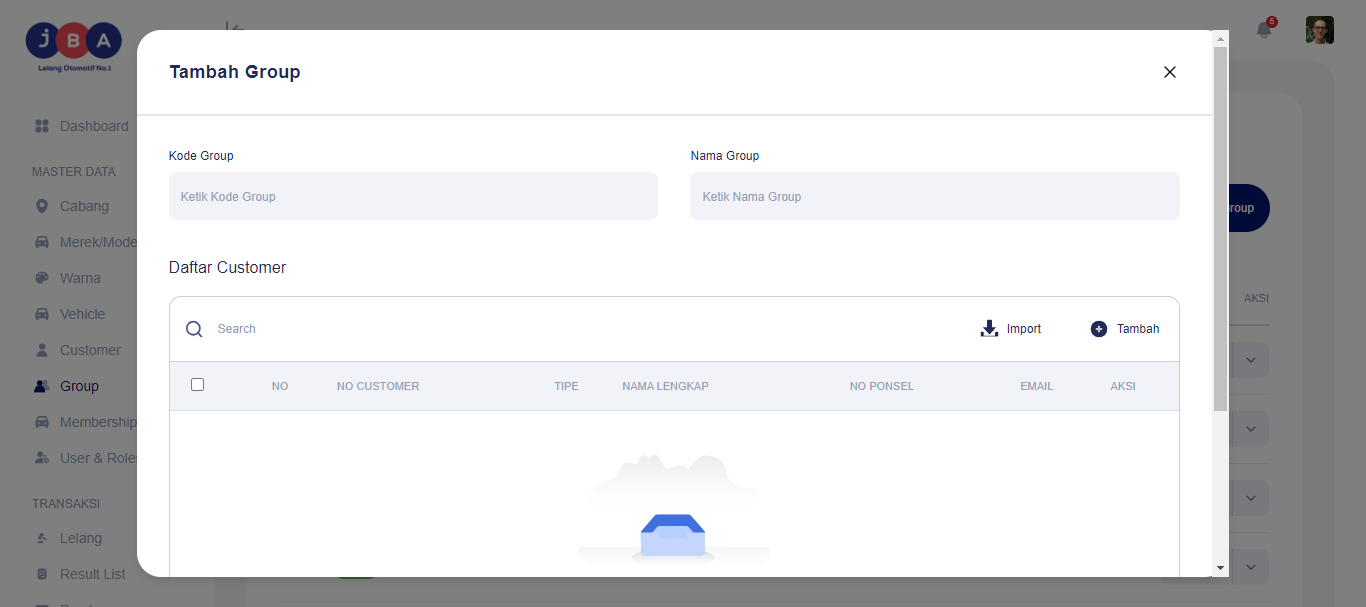 JBA
Lelang Otomotif No.1
6
Dashboard
MASTER DATA
Cabang
Merek/Mode
Warna
Vehicle
Customer
Group
Membership
User & Roles
TRANSAKSI
Lelang
Result List
Tambah Group
Kode Group
Nama Group
Ketik Kode Group
Ketik Nama Group
Daftar Customer
Search
Import
Tambah
NO
NO CUSTOMER
TIPE
NAMA LENGKAP
NO PONSEL
EMAIL
AKSI
roup
AKSI